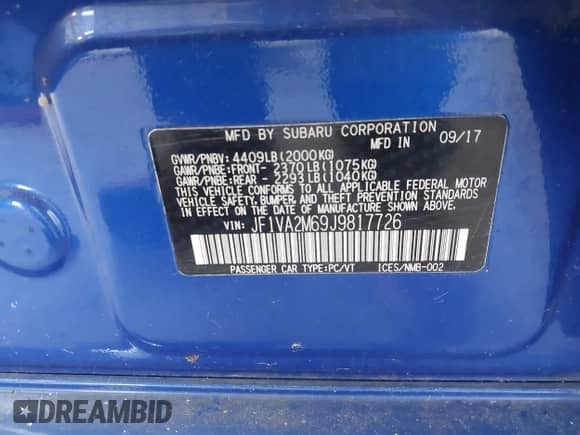 MFD BY SUBARU CORPORATION
MFD IN 09/17
GVWR/PNBV: 4409LB(2000KG)
GAWR/PNBE:FRONT- 2370LB(1075KG)
GAWR/PNBE:REAR - 2293LB(1040KG)
THIS VEHICLE CONFORMS TO ALL APPLICABLE FEDERAL MOTOR
VEHICLE SAFETY, BUMPER, AND THEFT PREVENTION STANDARDS
IN EFFECT ON THE DATE OF MANUFACTURE SHOWN ABOVE.
VIN: JF1VA2M69J9817726
PASSENGER CAR TYPE:PC/VT ICES/NMB-002
DREAMBID